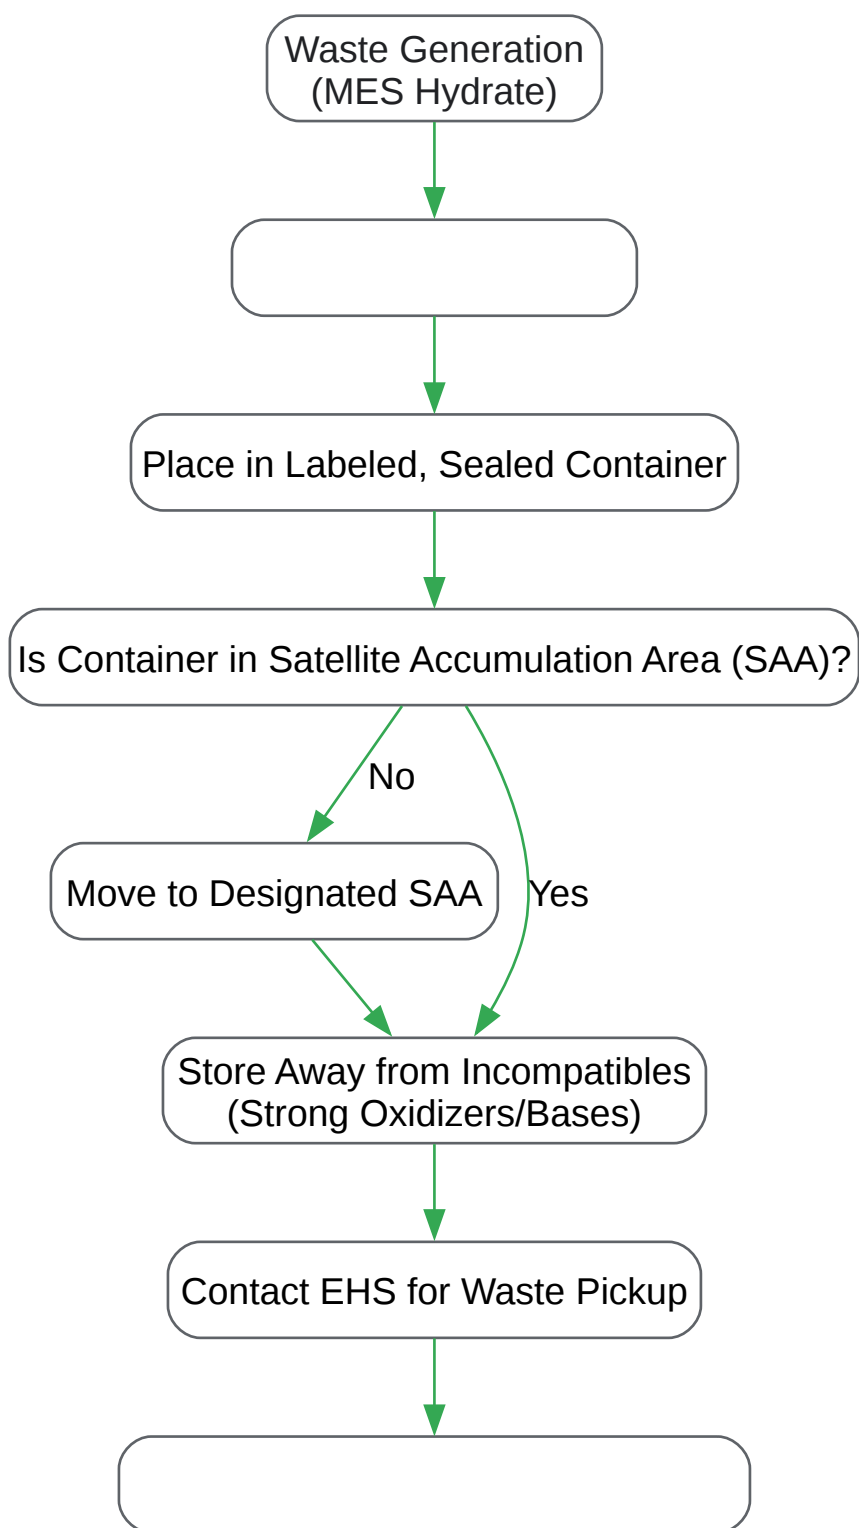 Waste Generation
(MES Hydrate)
Place in Labeled, Sealed Container
Is Container in Satellite Accumulation Area (SAA)?
No
Move to Designated SAA
Yes
Store Away from Incompatibles
(Strong Oxidizers/Bases)
Contact EHS for Waste Pickup